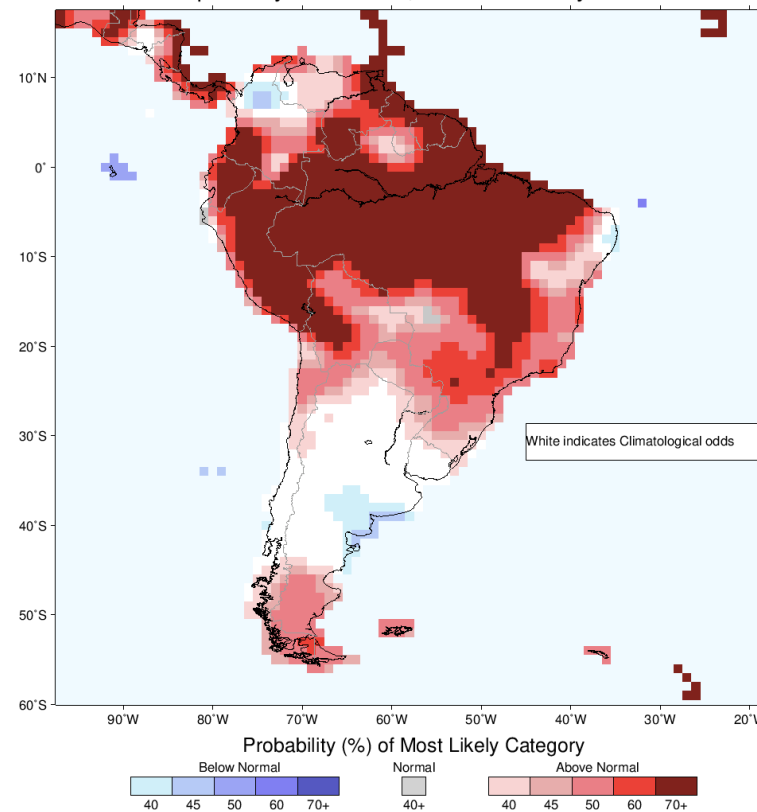 10˚N
0˚
10˚S
20˚S
30˚S
40˚S
50˚S
60˚S
White indicates Climatological odds
90˚W 80˚W 70˚W 60˚W 50˚W 40˚W 30˚W 20˚W
Probability (%) of Most Likely Category
Below Normal Normal Above Normal
40 45 50 60 70+ 40+ 40 45 50 60 70+